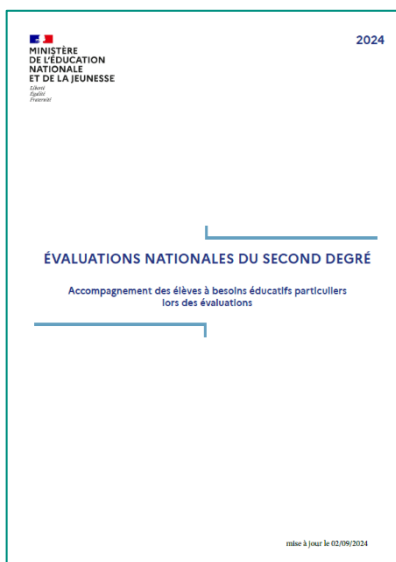 MINISTÈRE
DE L'ÉDUCATION
NATIONALE
ET DE LA JEUNESSE
Liberté
Égalité
Fraternité
2024
ÉVALUATIONS NATIONALES DU SECOND DEGRÉ
Accompagnement des élèves à besoins éducatifs particuliers
lors des évaluations
mise à jour le 02/09/2024